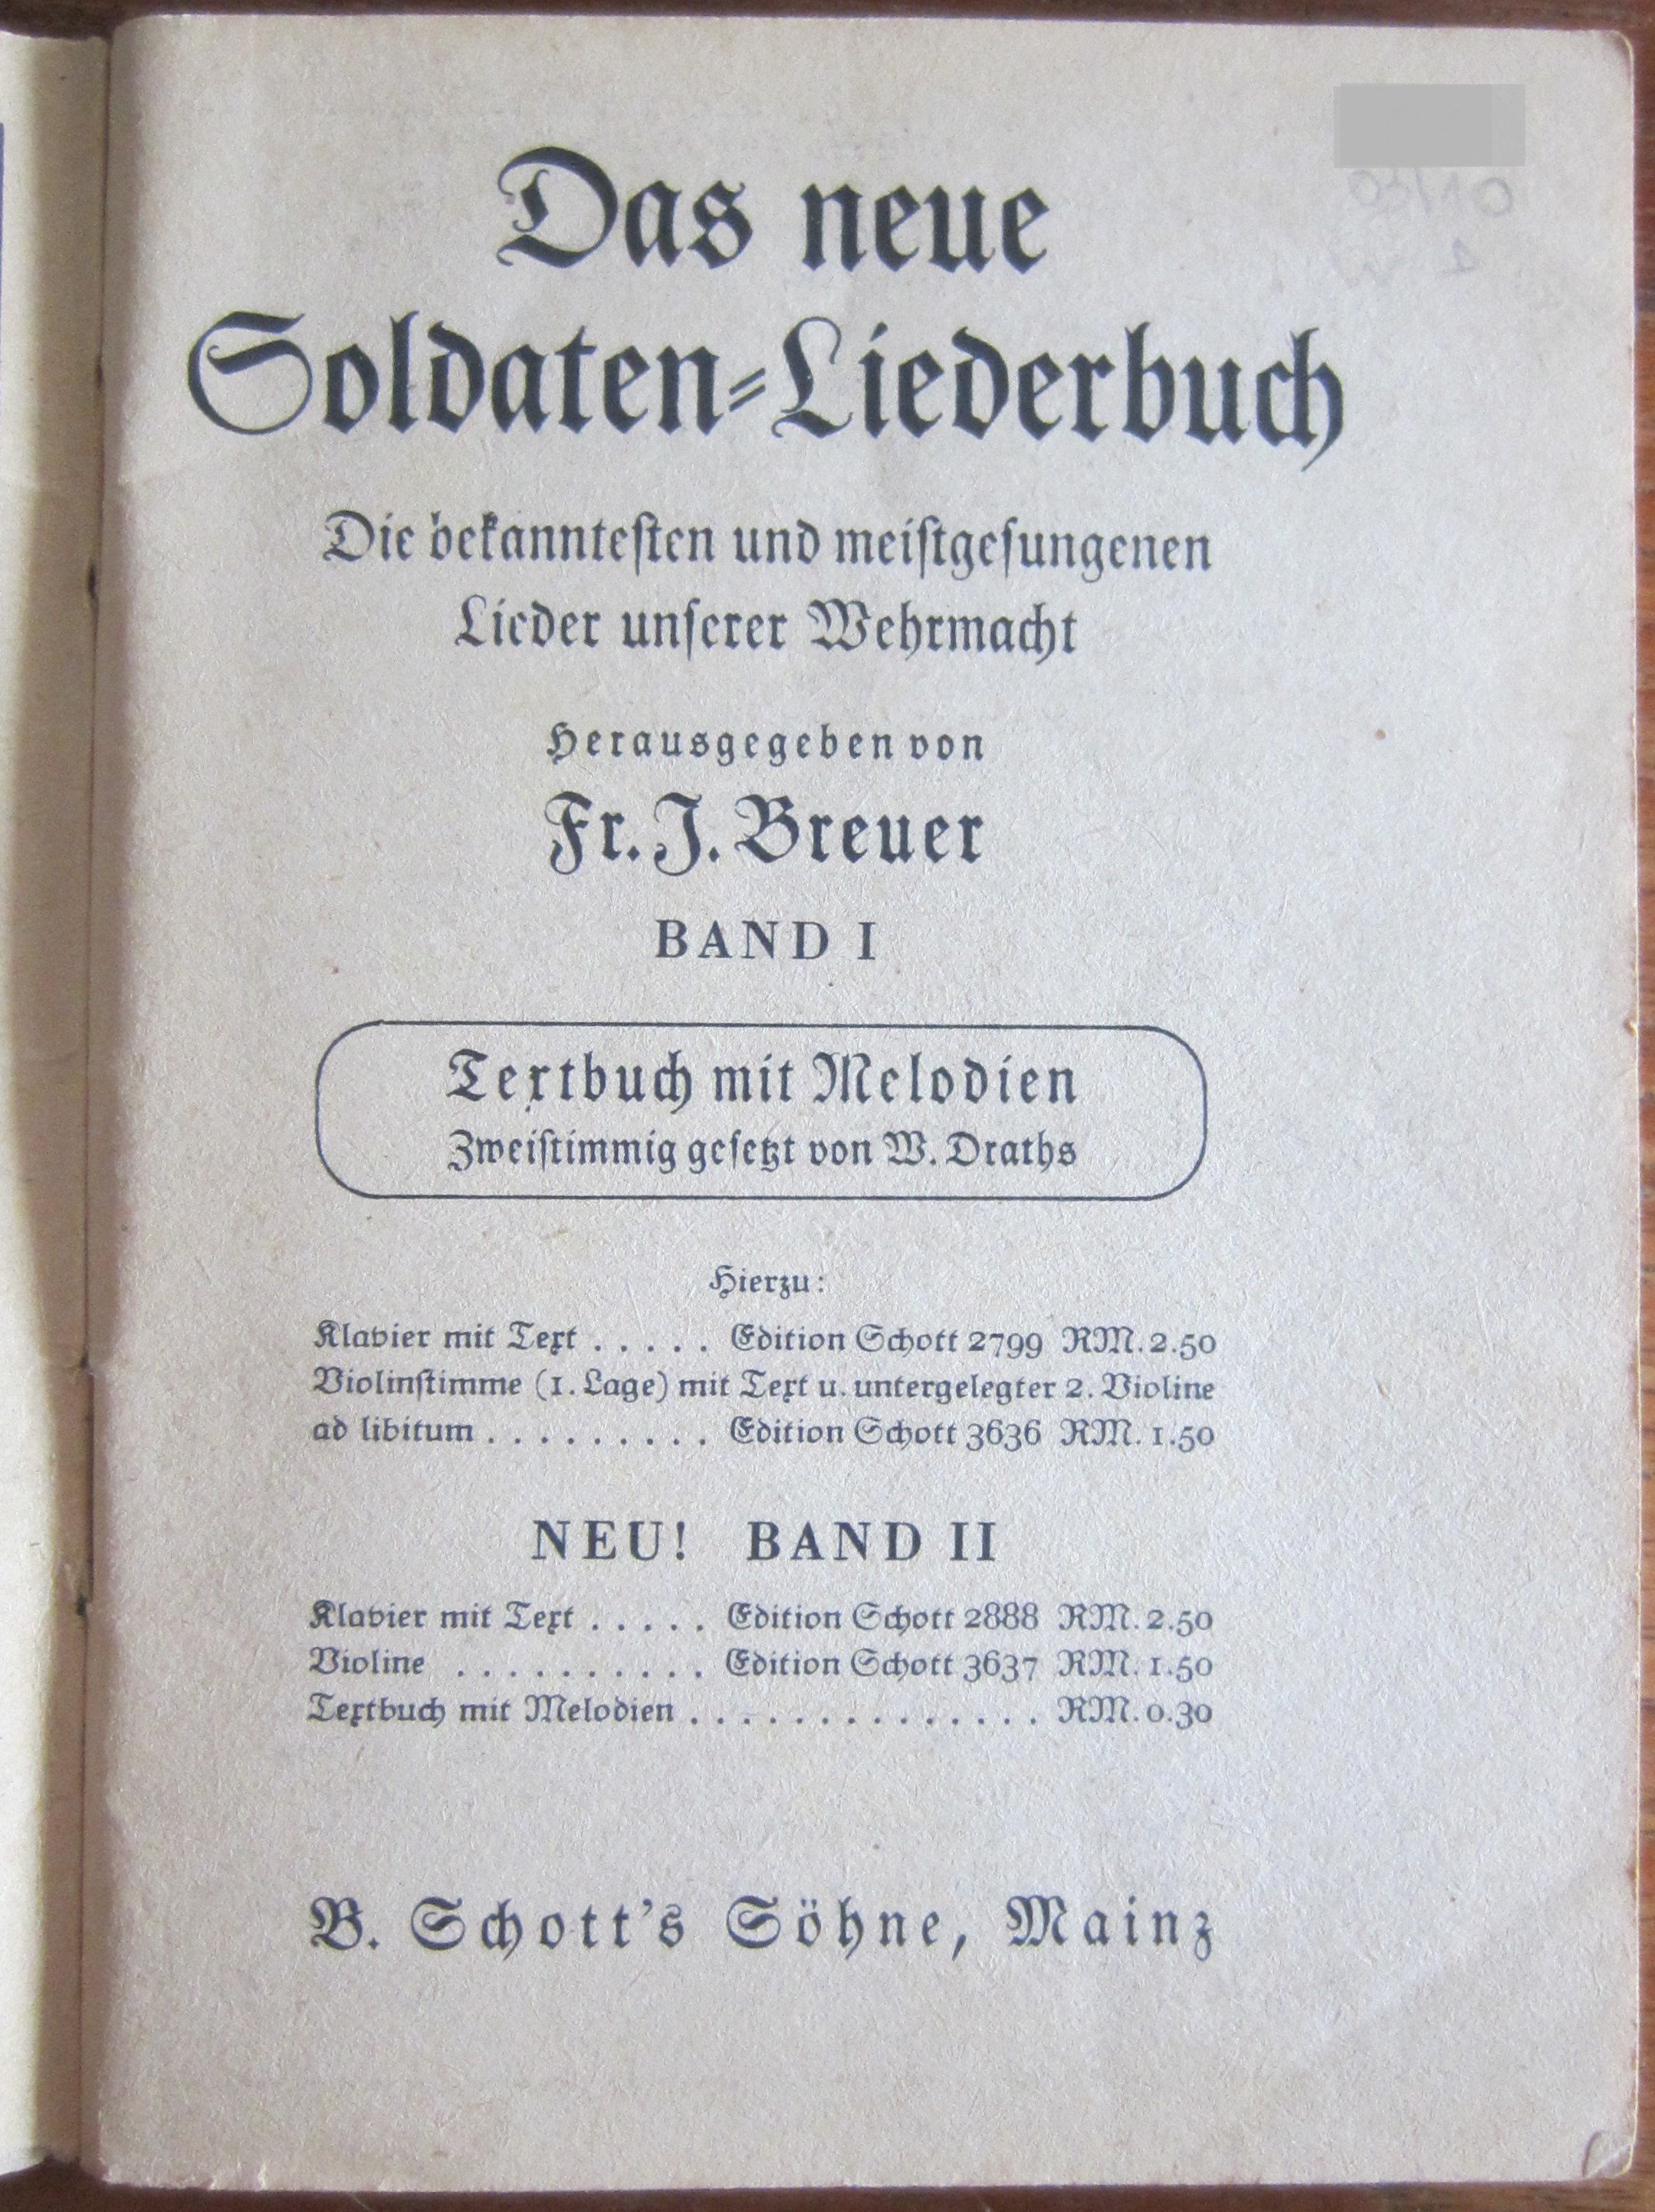 Das neue
Soldaten-Liederbuch
Die bekanntesten und meistgesungenen
Lieder unserer Wehrmacht
Herausgegeben von
Fr. J. Breuer
BAND I
Textbuch mit Melodien
Zweistimmig gesetzt von W. Draths
Hierzu:
Klavier mit Text . . . . . Edition Schott 2799 RM. 2.50
Violinstimme (1. Lage) mit Text u. untergelegter 2. Violine
ad libitum . . . . . . . . . Edition Schott 3636 RM. 1.50
NEU! BAND II
Klavier mit Text . . . . . Edition Schott 2888 RM. 2.50
Violine . . . . . . . . . . Edition Schott 3637 RM. 1.50
Textbuch mit Melodien . . . . . . . . . . . . . . RM. 0.30
B. Schott's Söhne, Mainz